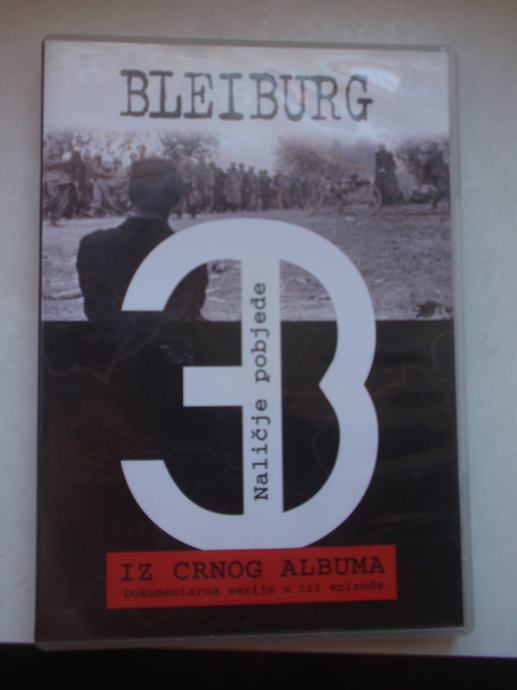 BLEIBURG
3
Naličje pobjede
IZ CRNOG ALBUMA
Dokumentarna serija u tri epizode